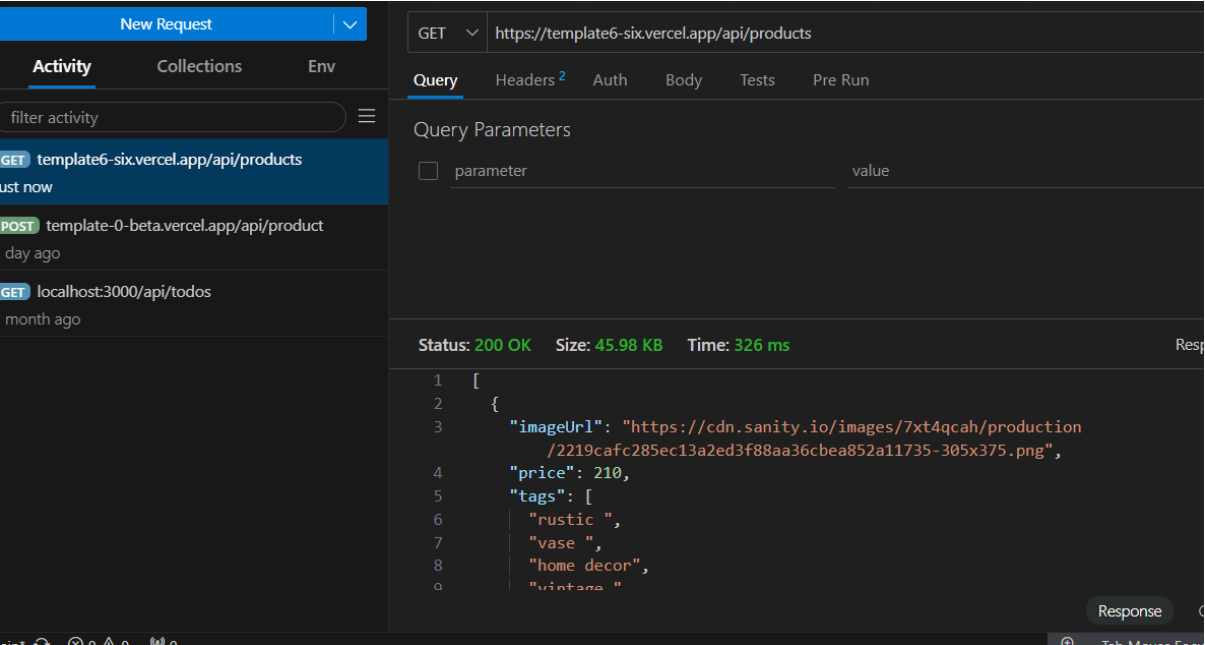 New Request
Activity Collections Env
filter activity
GET template6-six.vercel.app/api/products
ust now
POST template-0-beta.vercel.app/api/product
day ago
GET localhost:3000/api/todos
month ago
GET https://template6-six.vercel.app/api/products
Query Headers 2 Auth Body Tests Pre Run
Query Parameters
parameter value
Status: 200 OK Size: 45.98 KB Time: 326 ms Resp
1 [
2 {
3 "imageUrl": "https://cdn.sanity.io/images/7xt4qcah/production
/2219cafc285ec13a2ed3f88aa36cbea852a11735-305x375.png",
4 "price": 210,
5 "tags": [
6 "rustic ",
7 "vase ",
8 "home decor",
9 "vintage "
Response